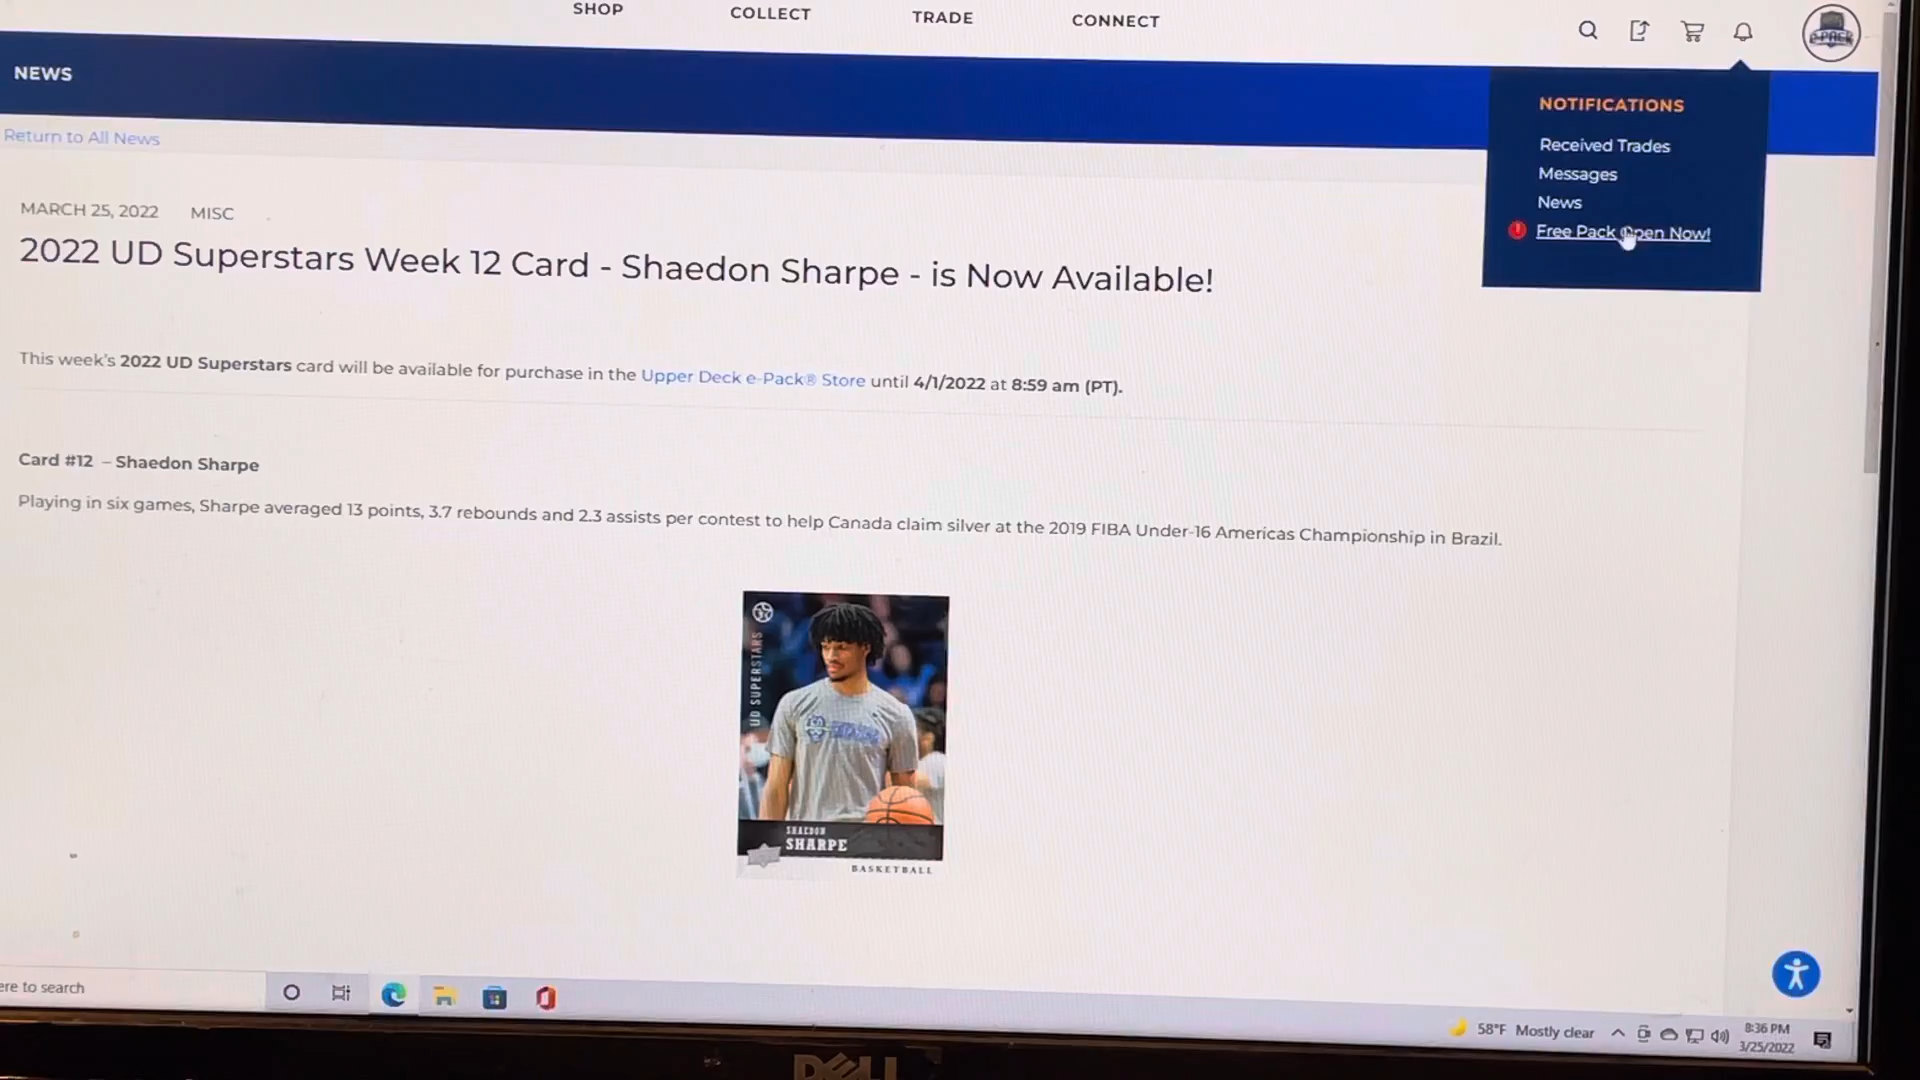 SHOP
COLLECT
TRADE
CONNECT
e-PACK
NEWS
NOTIFICATIONS
Received Trades
Messages
News
Free Pack Open Now!
Return to All News
MARCH 25, 2022 MISC
2022 UD Superstars Week 12 Card - Shaedon Sharpe - is Now Available!
This week's 2022 UD Superstars card will be available for purchase in the Upper Deck e-Pack® Store until 4/1/2022 at 8:59 am (PT).
Card #12 – Shaedon Sharpe
Playing in six games, Sharpe averaged 13 points, 3.7 rebounds and 2.3 assists per contest to help Canada claim silver at the 2019 FIBA Under-16 Americas Championship in Brazil.
UD SUPERSTARS
SHAEDON
SHARPE
BASKETBALL
ere to search
58°F Mostly clear
8:36 PM
3/25/2022
DELL